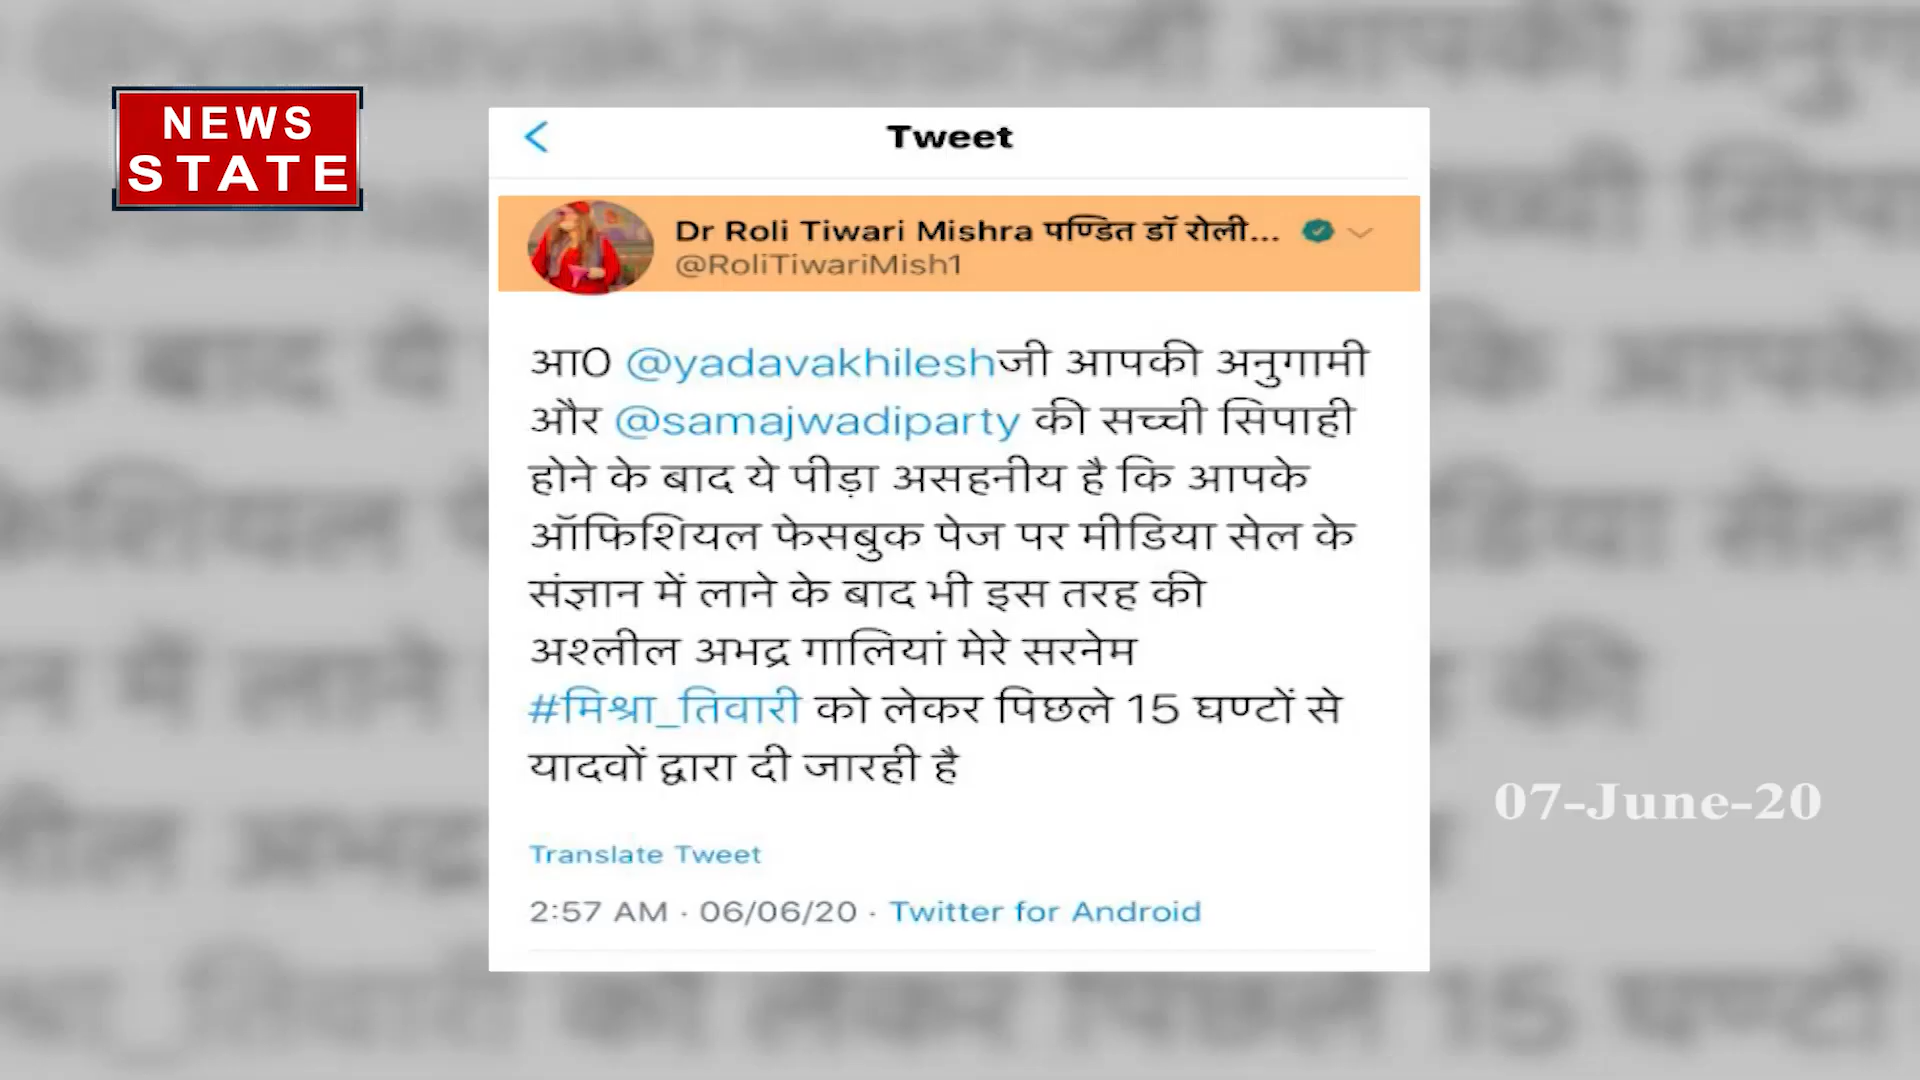 NEWS
STATE
Tweet
Dr Roli Tiwari Mishra पण्डित डॉ रोली...
@RoliTiwariMish1
आ0 @yadavakhileshजी आपकी अनुगामी
और @samajwadiparty की सच्ची सिपाही
होने के बाद ये पीड़ा असहनीय है कि आपके
ऑफिशियल फेसबुक पेज पर मीडिया सेल के
संज्ञान में लाने के बाद भी इस तरह की
अश्लील अभद्र गालियां मेरे सरनेम
#मिश्रा_तिवारी को लेकर पिछले 15 घण्टों से
यादवों द्वारा दी जारही है
Translate Tweet
2:57 AM · 06/06/20 · Twitter for Android
07-June-20